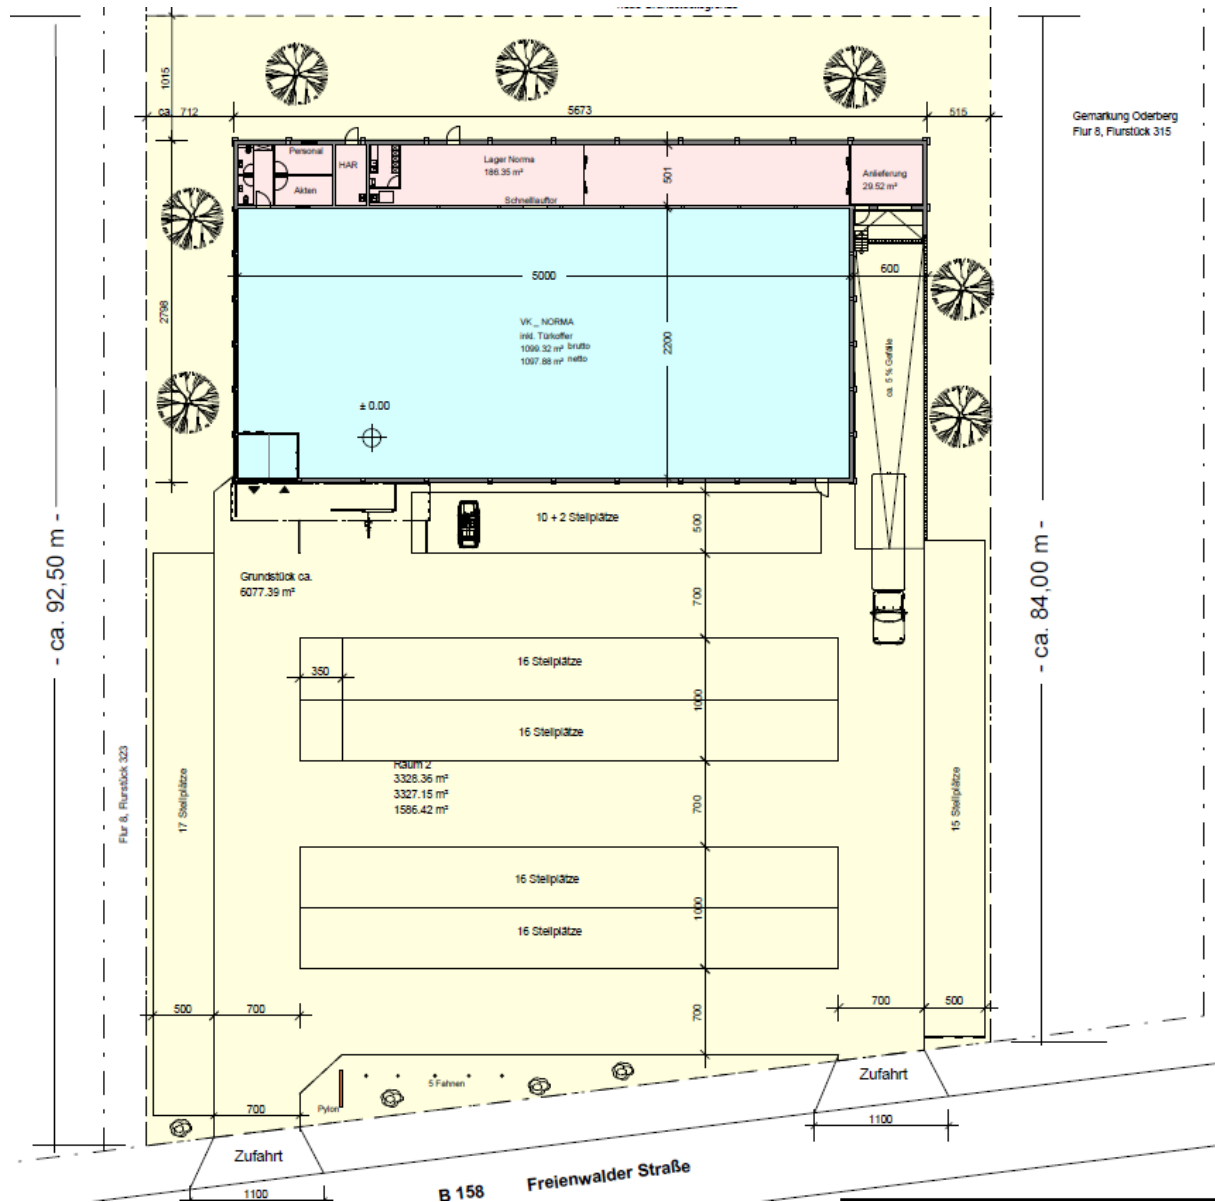 1015
ca. 712
5673
515
Gemarkung Oderberg
Flur 8, Flurstück 315
Personal
HAR
Akten
Lager Norma
186.35 m²
501
Anlieferung
29.52 m²
Schnelllauftor
5000
600
2798
VK _ NORMA
inkl. Türkoffer
1099.32 m² brutto
1097.88 m² netto
2200
ca. 5 % Gefälle
± 0.00
10 + 2 Stellplätze
500
- ca. 92,50 m -
- ca. 84,00 m -
Grundstück ca.
6077.39 m²
700
350
16 Stellplätze
1000
16 Stellplätze
Raum 2
3328.36 m²
3327.15 m²
1586.42 m²
700
Flur 8, Flurstück 323
17 Stellplätze
15 Stellplätze
16 Stellplätze
1000
16 Stellplätze
500
700
700
700
500
5 Fahnen
Pylon
700
Zufahrt
1100
Zufahrt
1100
B 158
Freienwalder Straße